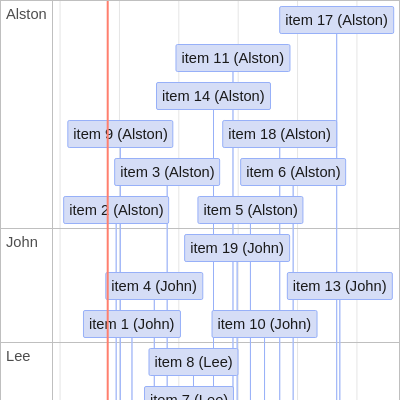 Alston
item 17 (Alston)
item 11 (Alston)
item 14 (Alston)
item 9 (Alston)
item 18 (Alston)
item 3 (Alston)
item 6 (Alston)
item 2 (Alston)
item 5 (Alston)
John
item 19 (John)
item 4 (John)
item 13 (John)
item 1 (John)
item 10 (John)
Lee
item 8 (Lee)
item 7 (Lee)